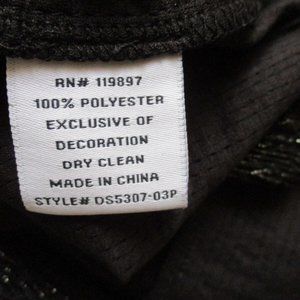 RN# 119897
100% POLYESTER
EXCLUSIVE OF
DECORATION
DRY CLEAN
MADE IN CHINA
STYLE# DS5307-03P